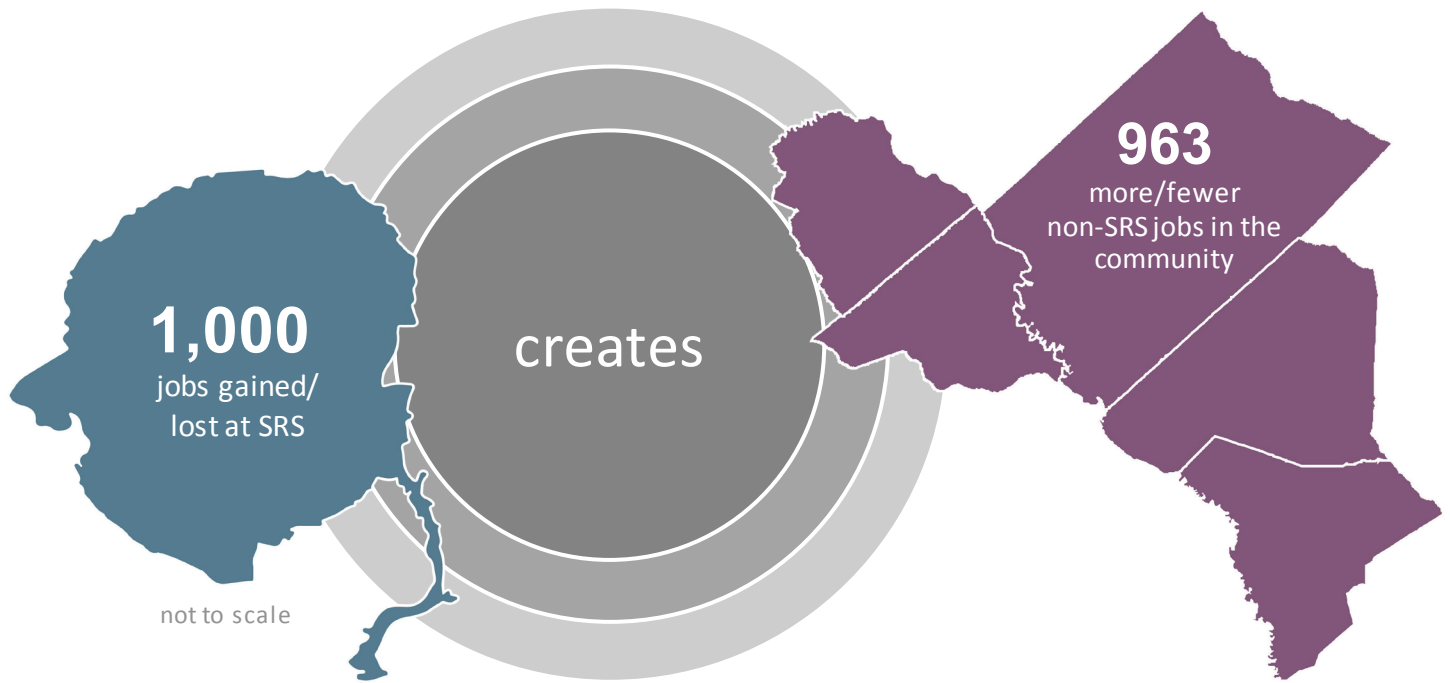 1,000
jobs gained/
lost at SRS
not to scale
creates
963
more/fewer
non-SRS jobs in the
community